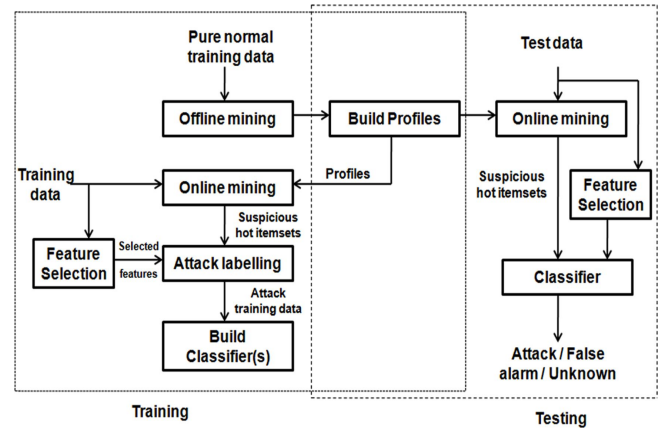 Pure normal
training data
Test data
Offline mining
Build Profiles
Online mining
Profiles
Training
data
Online mining
Suspicious
hot itemsets
Feature
Selection
Suspicious
hot itemsets
Feature
Selection
Selected
features
Attack labelling
Classifier
Attack
training data
Build
Classifier(s)
Attack / False
alarm / Unknown
Training
Testing